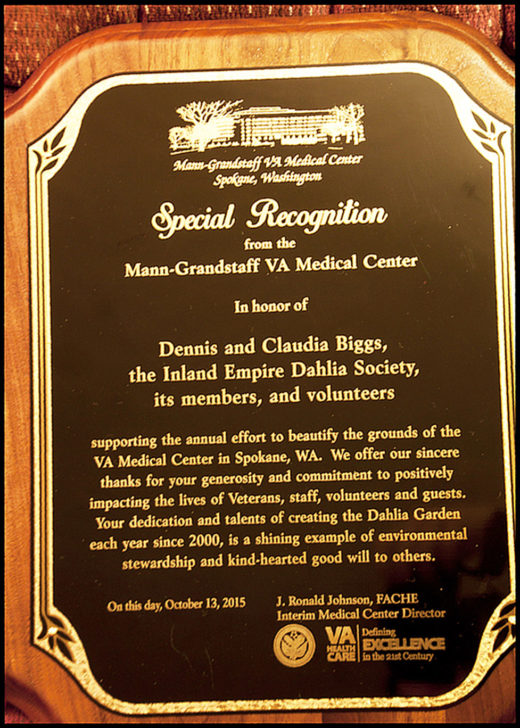 Mann-Grandstaff VA Medical Center
Spokane, Washington
Special Recognition
from the
Mann-Grandstaff VA Medical Center
In honor of
Dennis and Claudia Biggs,
the Inland Empire Dahlia Society,
its members, and volunteers
supporting the annual effort to beautify the grounds of the
VA Medical Center in Spokane, WA. We offer our sincere
thanks for your generosity and commitment to positively
impacting the lives of Veterans, staff, volunteers and guests.
Your dedication and talents of creating the Dahlia Garden
each year since 2000, is a shining example of environmental
stewardship and kind-hearted good will to others.
On this day, October 13, 2015
J. Ronald Johnson, FACHE
Interim Medical Center Director
VA
HEALTH
CARE
Defining
EXCELLENCE
in the 21st Century